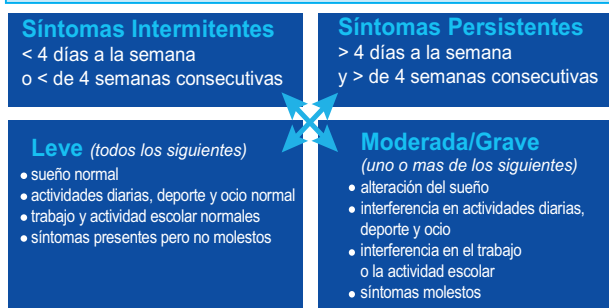 Síntomas Intermitentes
< 4 días a la semana
o < de 4 semanas consecutivas
Síntomas Persistentes
> 4 días a la semana
y > de 4 semanas consecutivas
Leve (todos los siguientes)
• sueño normal
• actividades diarias, deporte y ocio normal
• trabajo y actividad escolar normales
• síntomas presentes pero no molestos
Moderada/Grave
(uno o mas de los siguientes)
• alteración del sueño
• interferencia en actividades diarias,
deporte y ocio
• interferencia en el trabajo
o la actividad escolar
• síntomas molestos